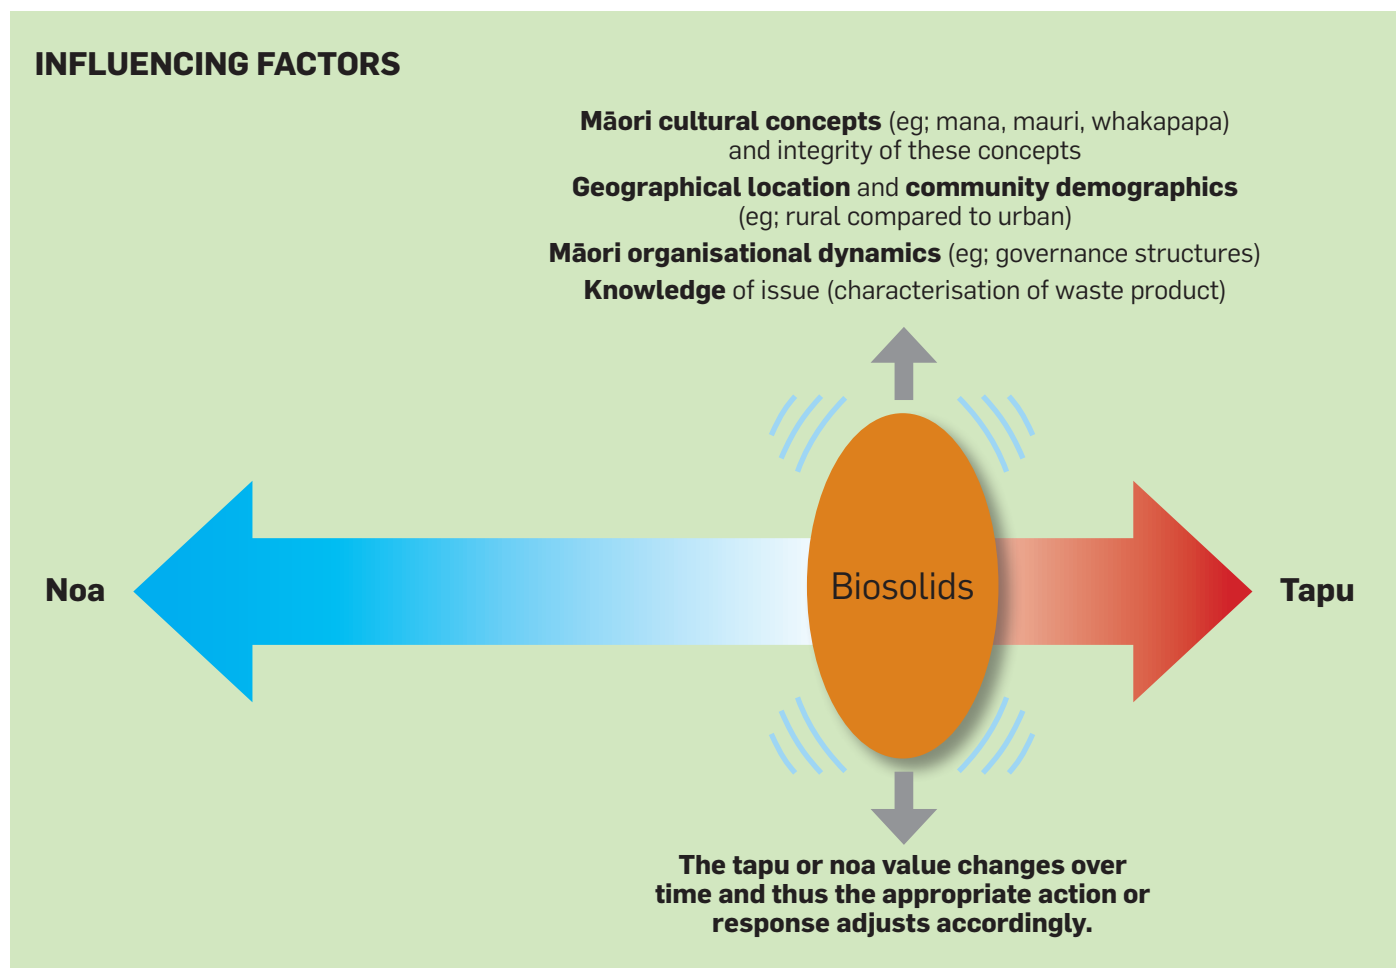 INFLUENCING FACTORS
Māori cultural concepts (eg; mana, mauri, whakapapa)
and integrity of these concepts
Geographical location and community demographics
(eg; rural compared to urban)
Māori organisational dynamics (eg; governance structures)
Knowledge of issue (characterisation of waste product)
Noa
Biosolids
Tapu
The tapu or noa value changes over
time and thus the appropriate action or
response adjusts accordingly.